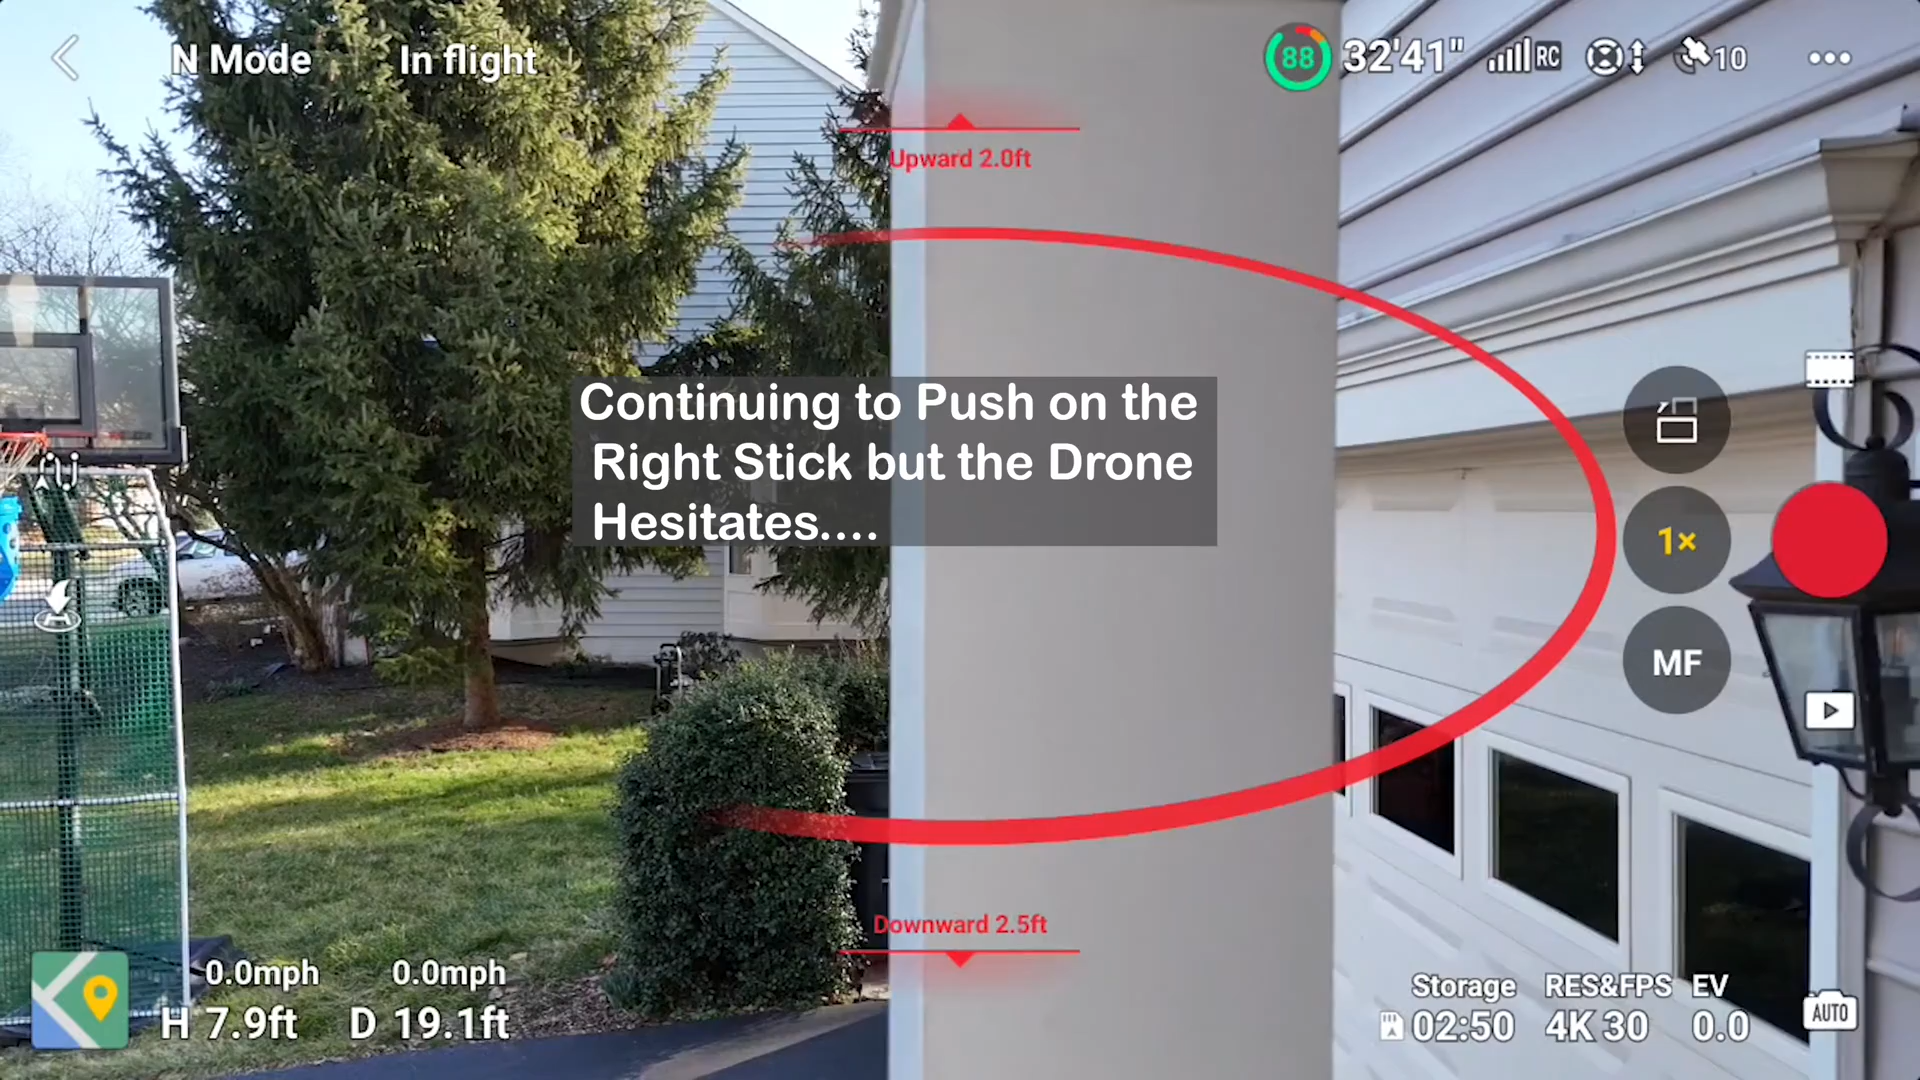 N Mode In flight
88 32'41" RC 10
Upward 2.0ft
Continuing to Push on the
Right Stick but the Drone
Hesitates....
1×
MF
Downward 2.5ft
0.0mph 0.0mph
H 7.9ft D 19.1ft
Storage RES&FPS EV
02:50 4K 30 0.0
AUTO